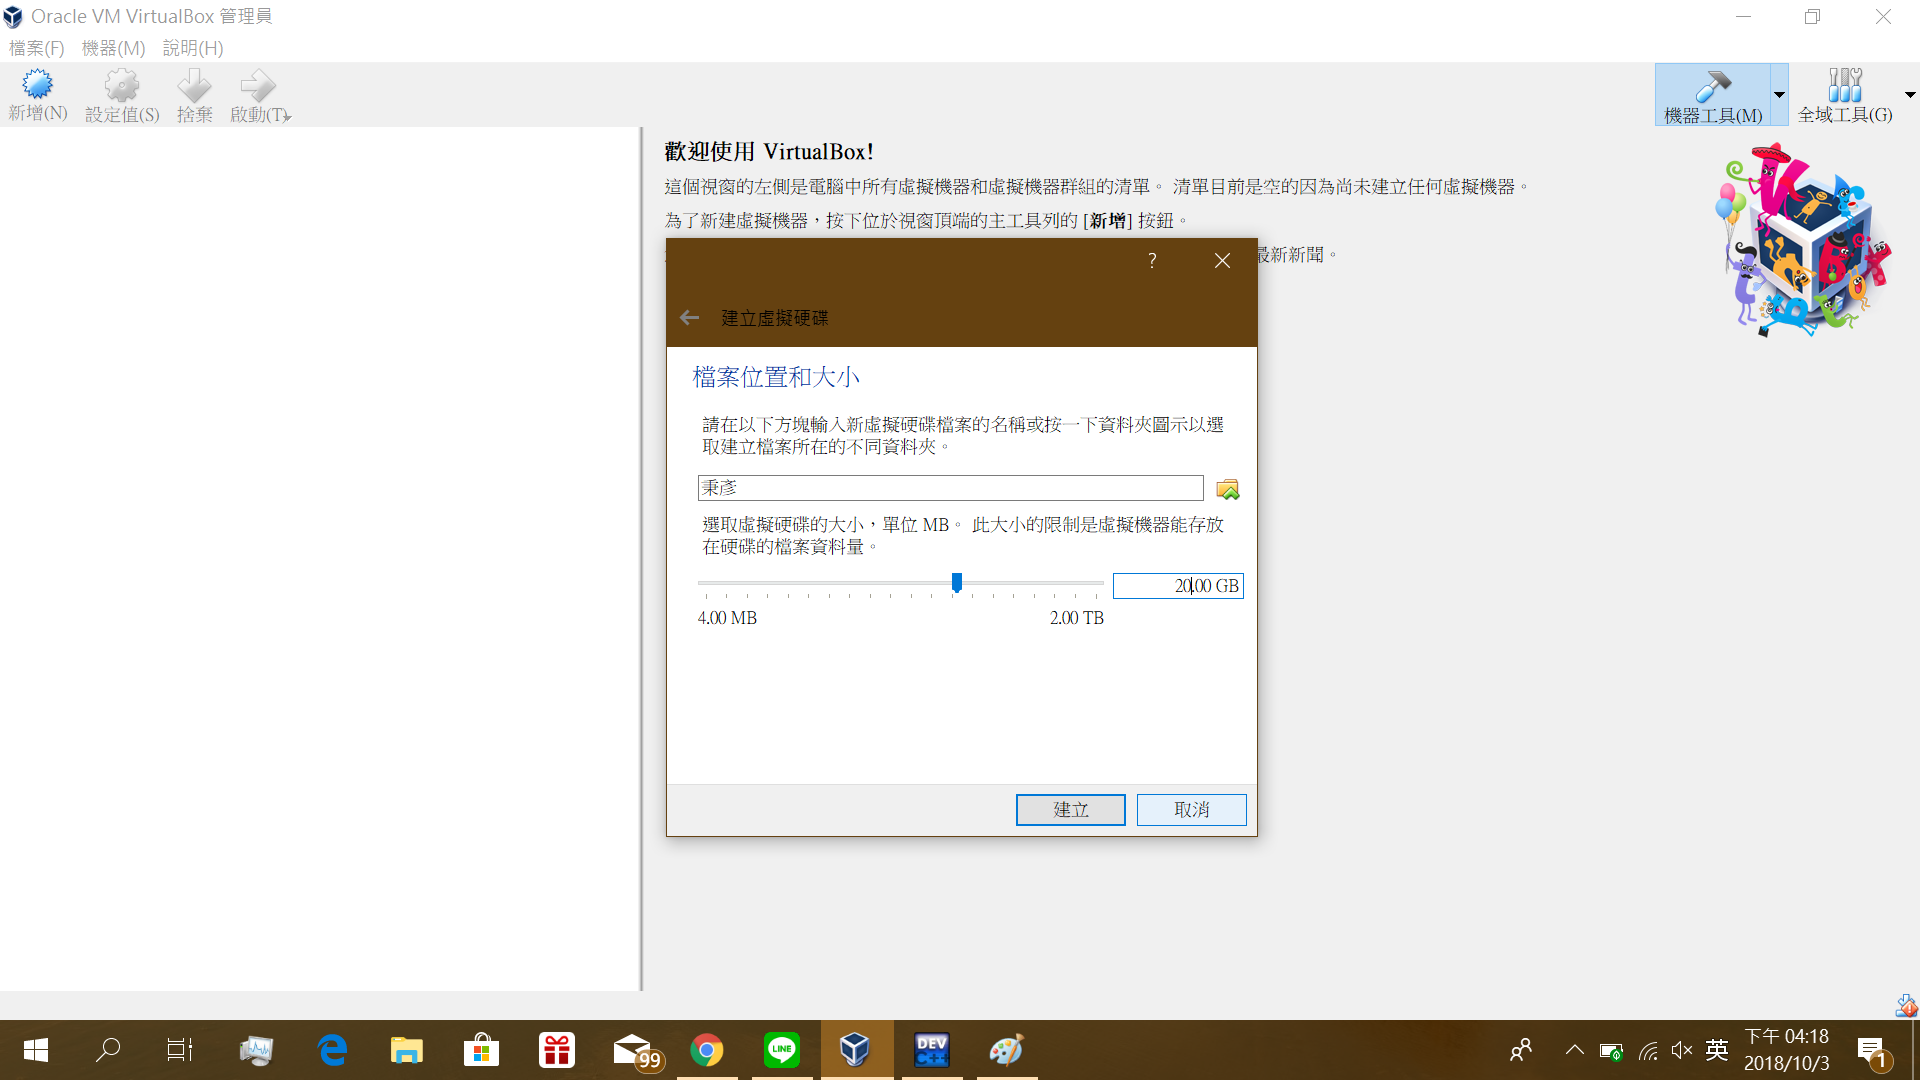 Oracle VM VirtualBox 管理員
檔案(F) 機器(M) 說明(H)
新增(N) 設定值(S) 捨棄 啟動(T)
機器工具(M) 全域工具(G)
歡迎使用 VirtualBox!
這個視窗的左側是電腦中所有虛擬機器和虛擬機器群組的清單。 清單目前是空的因為尚未建立任何虛擬機器。
為了新建虛擬機器，按下位於視窗頂端的主工具列的 [新增] 按鈕。
最新新聞。
?
建立虛擬硬碟
檔案位置和大小
請在以下方塊輸入新虛擬硬碟檔案的名稱或按一下資料夾圖示以選
取建立檔案所在的不同資料夾。
秉彥
選取虛擬硬碟的大小，單位 MB。 此大小的限制是虛擬機器能存放
在硬碟的檔案資料量。
20.00 GB
4.00 MB 2.00 TB
建立 取消
99
LINE
DEV
C++
英
下午 04:18
2018/10/3
1